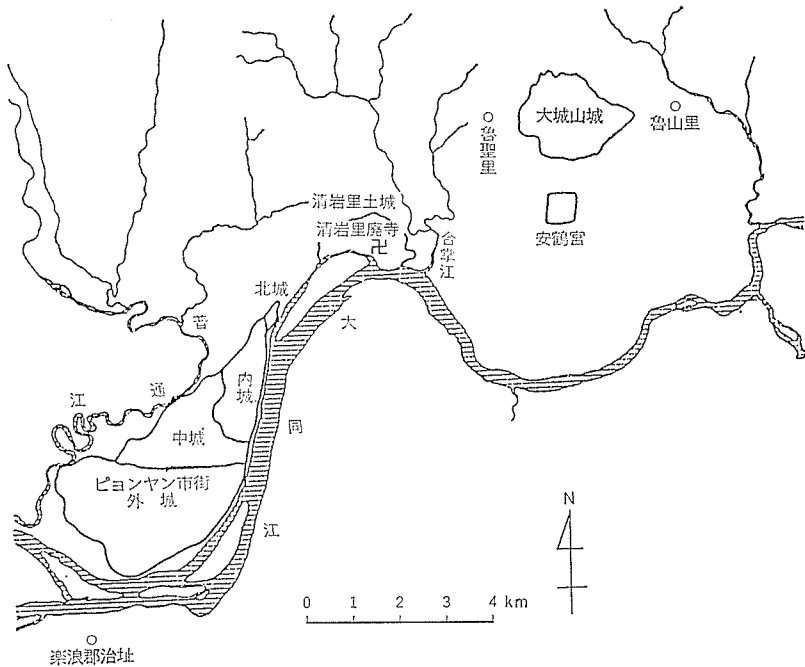 大城山城
魯山里
魯聖里
安鶴宮
清岩里土城
清岩里廃寺
卍
合掌江
北城
普通江
大同江
内城
中城
ピョンヤン市街
外城
N
0 1 2 3 4 km
楽浪郡治址